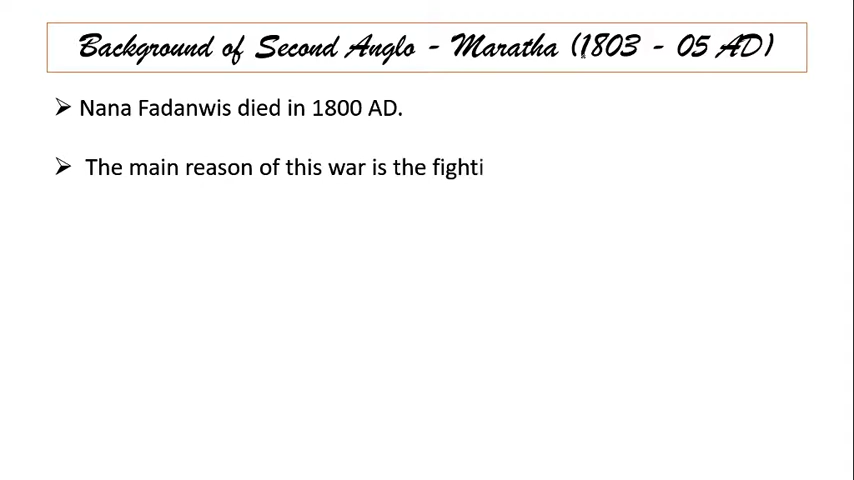 Background of Second Anglo - Maratha (1803 - 05 AD)
➢ Nana Fadanwis died in 1800 AD.
➢ The main reason of this war is the fighti